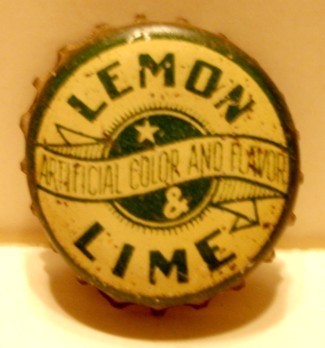 LEMON
ARTIFICIAL COLOR AND FLAVOR
&
LIME